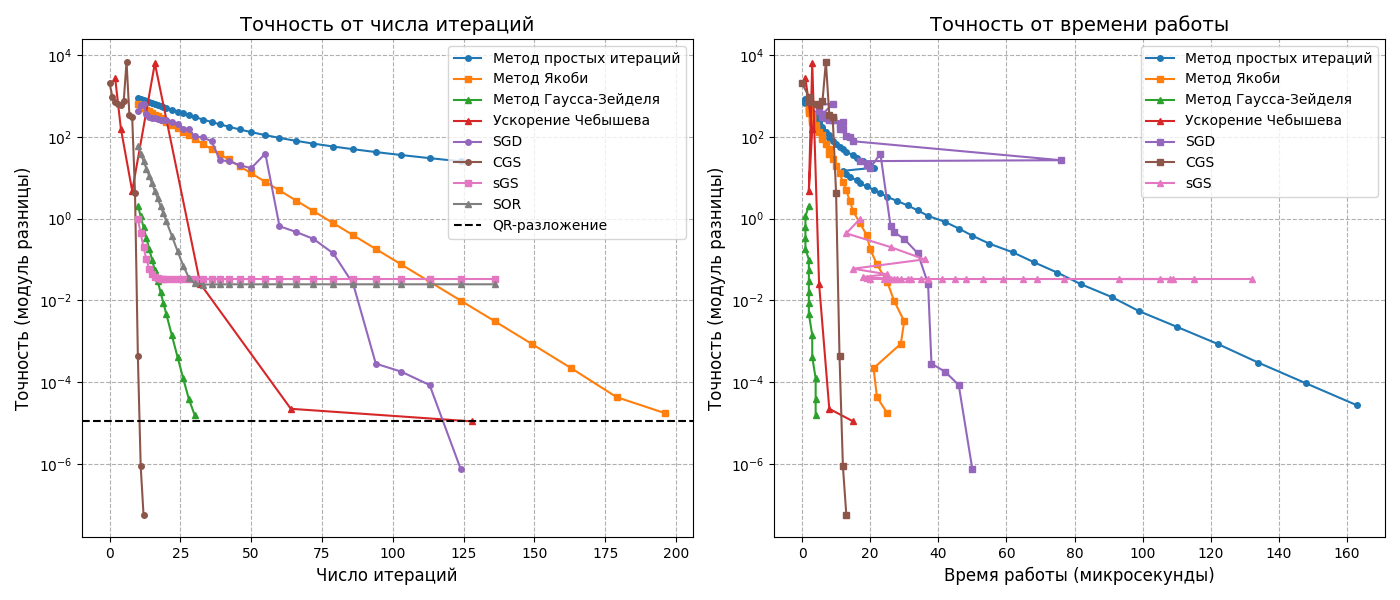 Точность от числа итераций
Точность (модуль разницы)
10⁴
10²
10⁰
10⁻²
10⁻⁴
10⁻⁶
Метод простых итераций
Метод Якоби
Метод Гаусса-Зейделя
Ускорение Чебышева
SGD
CGS
sGS
SOR
QR-разложение
0 25 50 75 100 125 150 175 200
Число итераций
Точность от времени работы
Точность (модуль разницы)
10⁴
10²
10⁰
10⁻²
10⁻⁴
10⁻⁶
Метод простых итераций
Метод Якоби
Метод Гаусса-Зейделя
Ускорение Чебышева
SGD
CGS
sGS
0 20 40 60 80 100 120 140 160
Время работы (микросекунды)